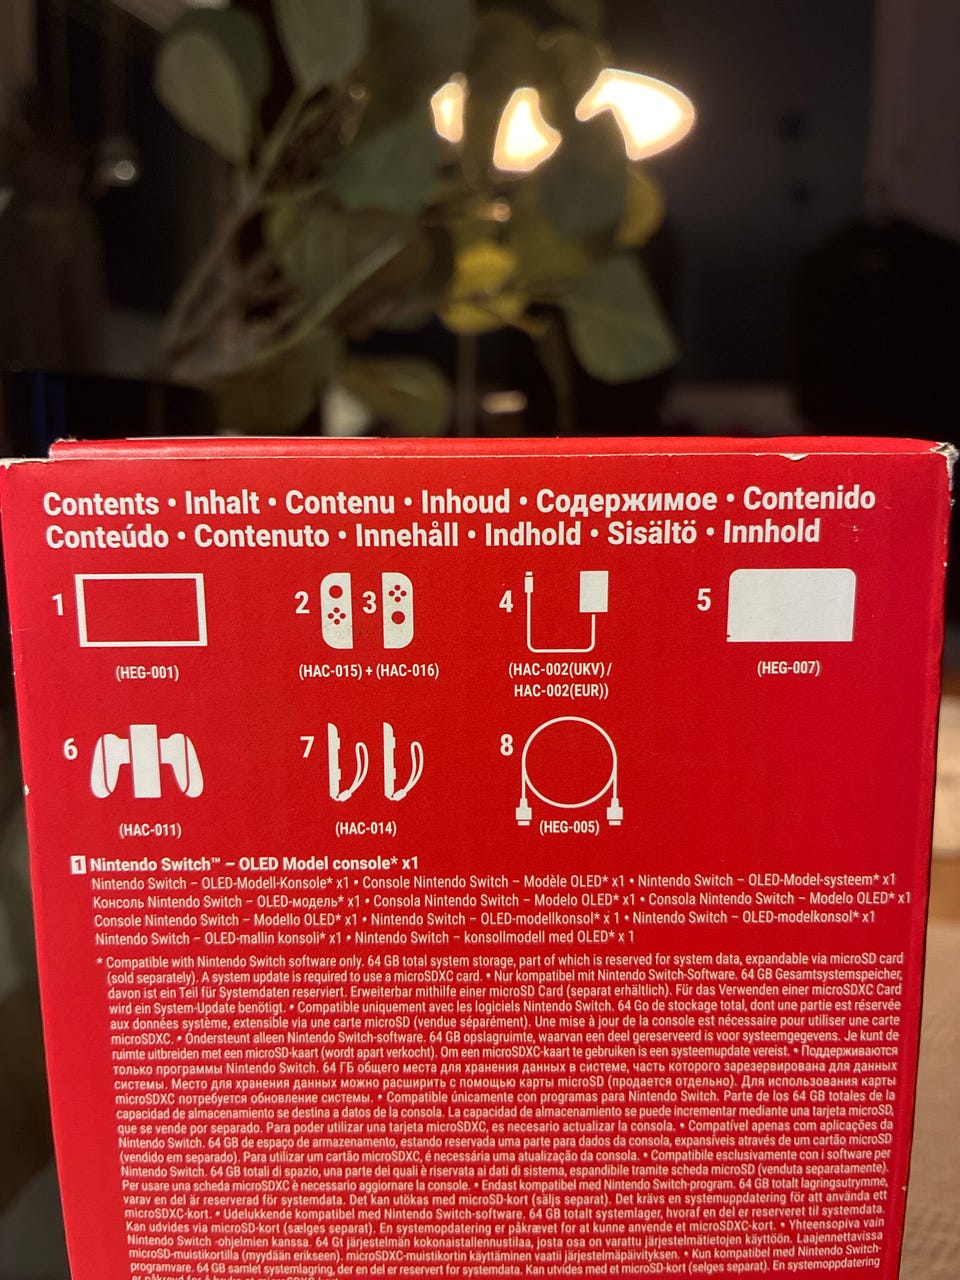 Contents • Inhalt • Contenu • Inhoud • Содержимое • Contenido
Conteúdo • Contenuto • Innehåll • Indhold • Sisältö • Innhold
1 2 3 4 5
(HEG-001) (HAC-015) + (HAC-016) (HAC-002(UKV) / (HEG-007)
HAC-002(EUR))
6 7 8
(HAC-011) (HAC-014) (HEG-005)
1 Nintendo Switch™ – OLED Model console* x1
Nintendo Switch – OLED-Modell-Konsole* x1 • Console Nintendo Switch – Modèle OLED* x1 • Nintendo Switch – OLED-Model-systeem* x1
Консоль Nintendo Switch – OLED-модель* x1 • Consola Nintendo Switch – Modelo OLED* x1 • Consola Nintendo Switch – Modelo OLED* x1
Console Nintendo Switch – Modello OLED* x1 • Nintendo Switch – OLED-modellkonsol* x 1 • Nintendo Switch – OLED-modelkonsol* x1
Nintendo Switch – OLED-mallin konsoli* x1 • Nintendo Switch – konsollmodell med OLED* x 1
* Compatible with Nintendo Switch software only. 64 GB total system storage, part of which is reserved for system data, expandable via microSD card
(sold separately). A system update is required to use a microSDXC card. • Nur kompatibel mit Nintendo Switch-Software. 64 GB Gesamtsystemspeicher,
davon ist ein Teil für Systemdaten reserviert. Erweiterbar mithilfe einer microSD Card (separat erhältlich). Für das Verwenden einer microSDXC Card
wird ein System-Update benötigt. • Compatible uniquement avec les logiciels Nintendo Switch. 64 Go de stockage total, dont une partie est réservée
aux données système, extensible via une carte microSD (vendue séparément). Une mise à jour de la console est nécessaire pour utiliser une carte
microSDXC. • Ondersteunt alleen Nintendo Switch-software. 64 GB opslagruimte, waarvan een deel gereserveerd is voor systeemgegevens. Je kunt de
ruimte uitbreiden met een microSD-kaart (wordt apart verkocht). Om een microSDXC-kaart te gebruiken is een systeemupdate vereist. • Поддерживаются
только программы Nintendo Switch. 64 ГБ общего места для хранения данных в системе, часть которого зарезервирована для данных
системы. Место для хранения данных можно расширить с помощью карты microSD (продается отдельно). Для использования карты
microSDXC потребуется обновление системы. • Compatible únicamente con programas para Nintendo Switch. Parte de los 64 GB totales de la
capacidad de almacenamiento se destina a datos de la consola. La capacidad de almacenamiento se puede incrementar mediante una tarjeta microSD,
que se vende por separado. Para poder utilizar una tarjeta microSDXC, es necesario actualizar la consola. • Compatível apenas com aplicações da
Nintendo Switch. 64 GB de espaço de armazenamento, estando reservada uma parte para dados da consola, expansíveis através de um cartão microSD
(vendido em separado). Para utilizar um cartão microSDXC, é necessária uma atualização da consola. • Compatibile esclusivamente con i software per
Nintendo Switch. 64 GB totali di spazio, una parte dei quali è riservata ai dati di sistema, espandibile tramite scheda microSD (venduta separatamente).
Per usare una scheda microSDXC è necessario aggiornare la console. • Endast kompatibel med Nintendo Switch-program. 64 GB totalt lagringsutrymme,
varav en del är reserverad för systemdata. Det kan utökas med microSD-kort (säljs separat). Det krävs en systemuppdatering för att använda ett
microSDXC-kort. • Udelukkende kompatibel med Nintendo Switch-software. 64 GB totalt systemlager, hvoraf en del er reserveret til systemdata.
Kan udvides via microSD-kort (sælges separat). En systemopdatering er påkrævet for at kunne anvende et microSDXC-kort. • Yhteensopiva vain
Nintendo Switch -ohjelmien kanssa. 64 Gt järjestelmän kokonaistallennustilaa, josta osa on varattu järjestelmätietojen käyttöön. Laajennettavissa
microSD-muistikortilla (myydään erikseen). microSDXC-muistikortin käyttäminen vaatii järjestelmäpäivityksen. • Kun kompatibel med Nintendo Switch-
programvare. 64 GB samlet systemlagring, der en del er reservert for systemdata. Kan utvides med et microSD-kort (selges separat). En systemoppdatering
er påkrevd for å bruke et microSDXC-kort.